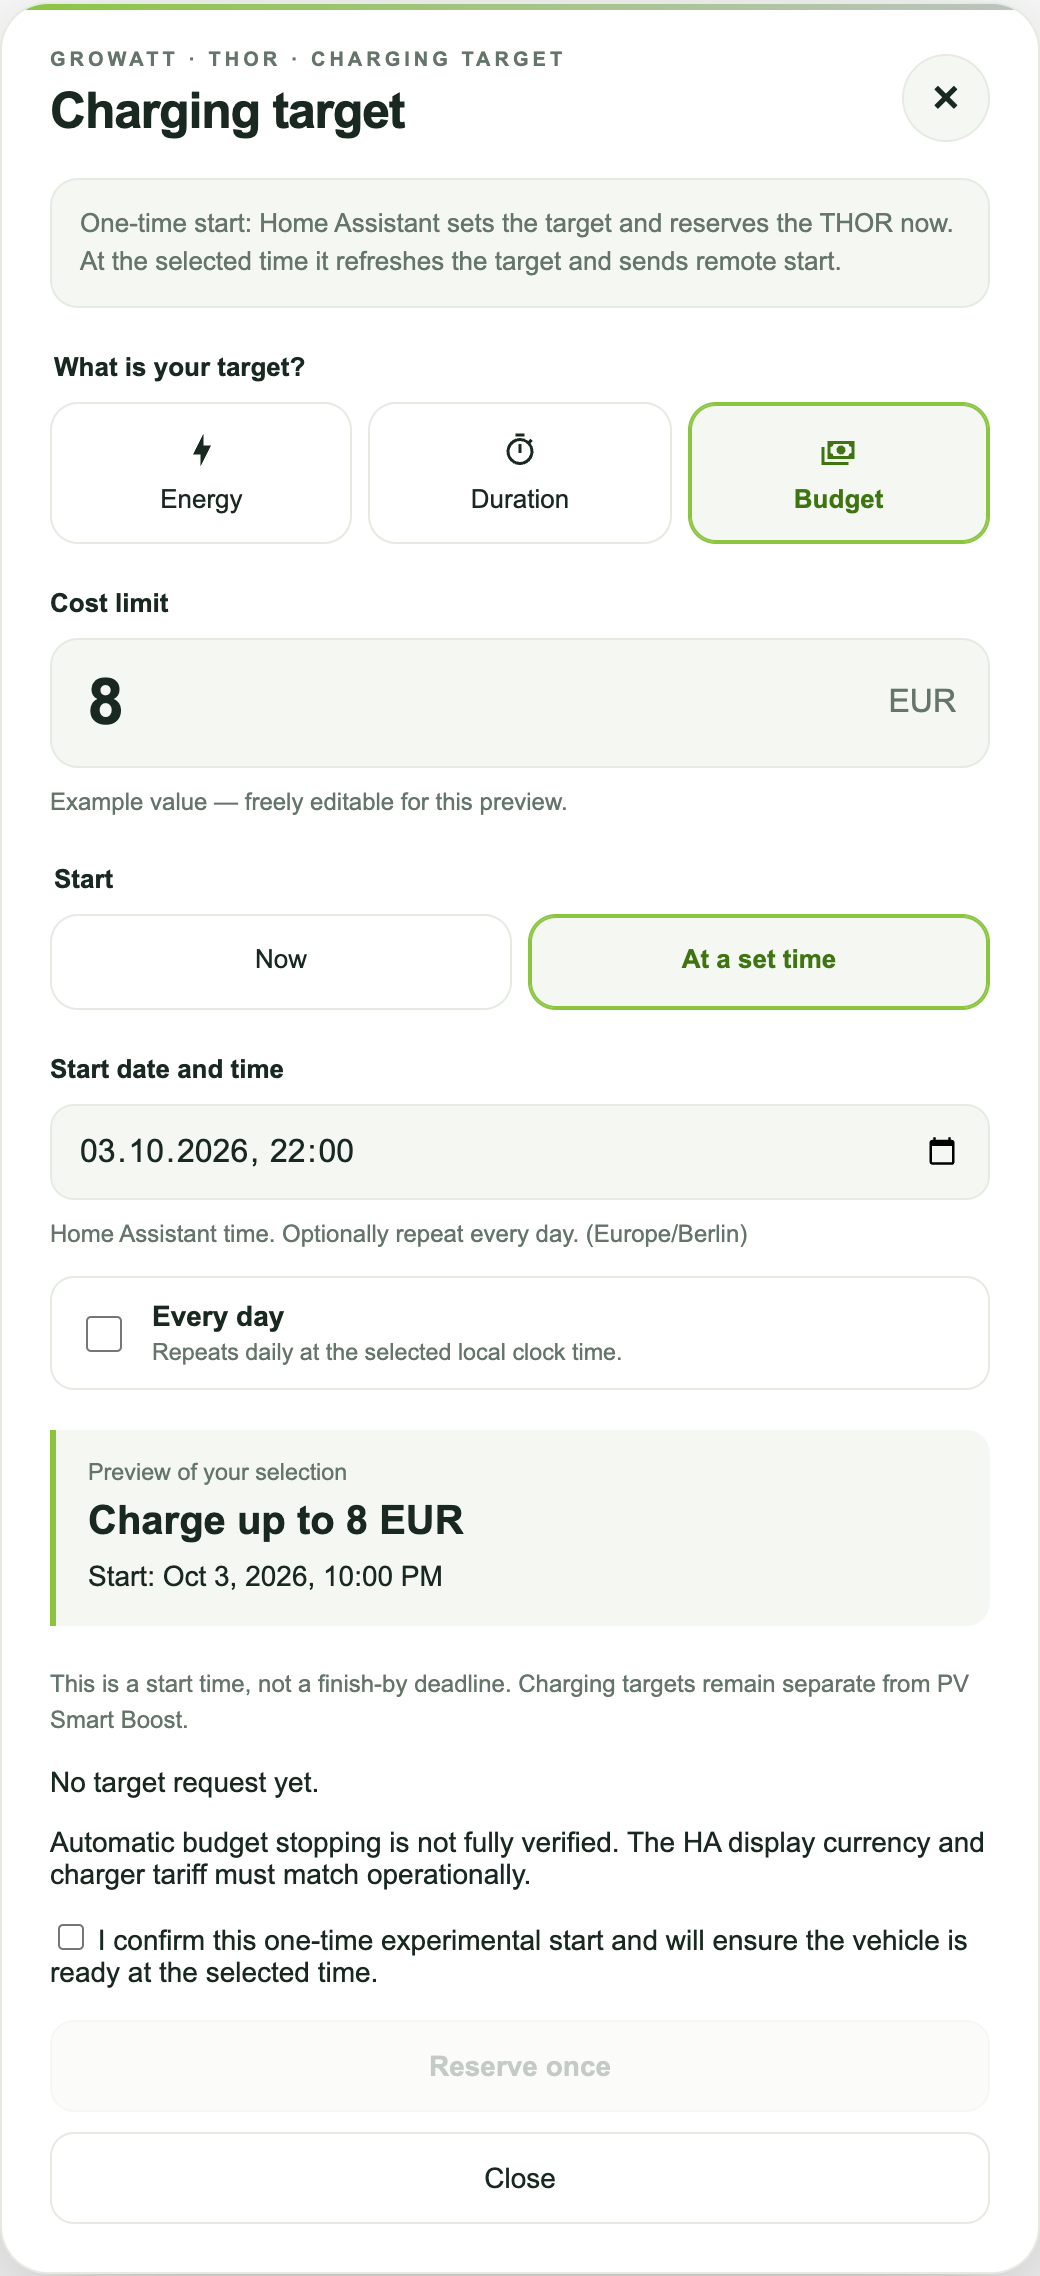 GROWATT · THOR · CHARGING TARGET
Charging target
One-time start: Home Assistant sets the target and reserves the THOR now.
At the selected time it refreshes the target and sends remote start.
What is your target?
Energy
Duration
Budget
Cost limit
8
EUR
Example value — freely editable for this preview.
Start
Now
At a set time
Start date and time
03.10.2026, 22:00
Home Assistant time. Optionally repeat every day. (Europe/Berlin)
Every day
Repeats daily at the selected local clock time.
Preview of your selection
Charge up to 8 EUR
Start: Oct 3, 2026, 10:00 PM
This is a start time, not a finish-by deadline. Charging targets remain separate from PV
Smart Boost.
No target request yet.
Automatic budget stopping is not fully verified. The HA display currency and
charger tariff must match operationally.
I confirm this one-time experimental start and will ensure the vehicle is
ready at the selected time.
Reserve once
Close